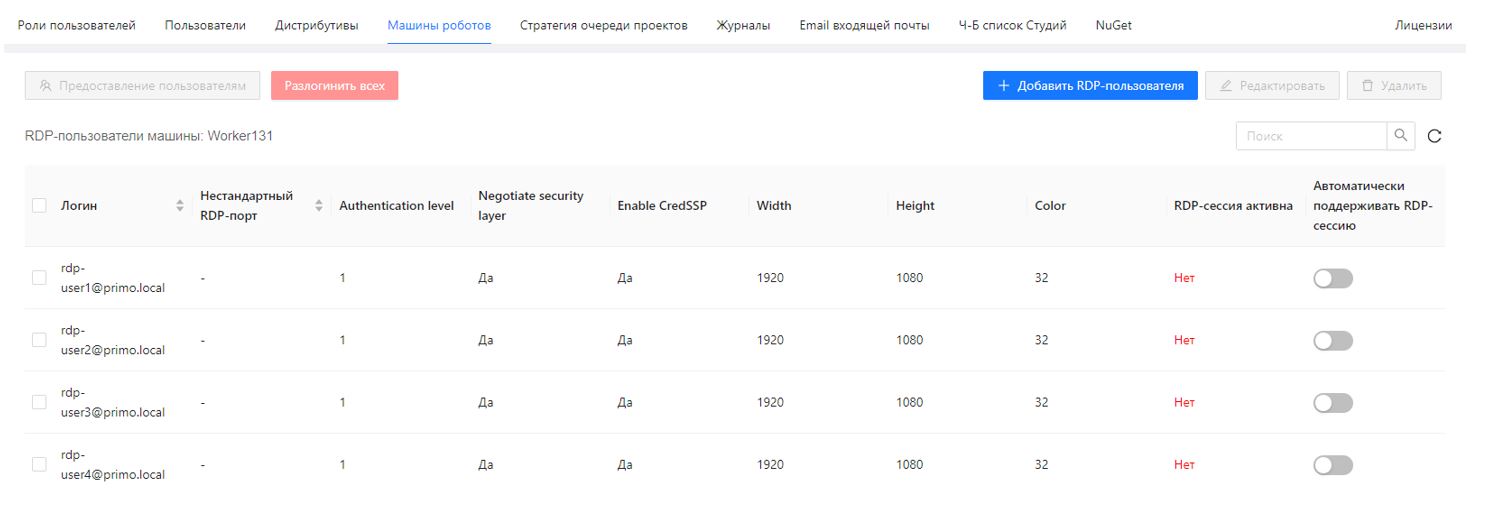 Роли пользователей Пользователи Дистрибутивы Машины роботов Стратегия очереди проектов Журналы Email входящей почты Ч-Б список Студий NuGet Лицензии
Предоставление пользователям Разлогинить всех Добавить RDP-пользователя Редактировать Удалить
RDP-пользователи машины: Worker131 Поиск
Логин Нестандартный RDP-порт Authentication level Negotiate security layer Enable CredSSP Width Height Color RDP-сессия активна Автоматически поддерживать RDP-сессию
rdp-user1@primo.local - 1 Да Да 1920 1080 32 Нет
rdp-user2@primo.local - 1 Да Да 1920 1080 32 Нет
rdp-user3@primo.local - 1 Да Да 1920 1080 32 Нет
rdp-user4@primo.local - 1 Да Да 1920 1080 32 Нет